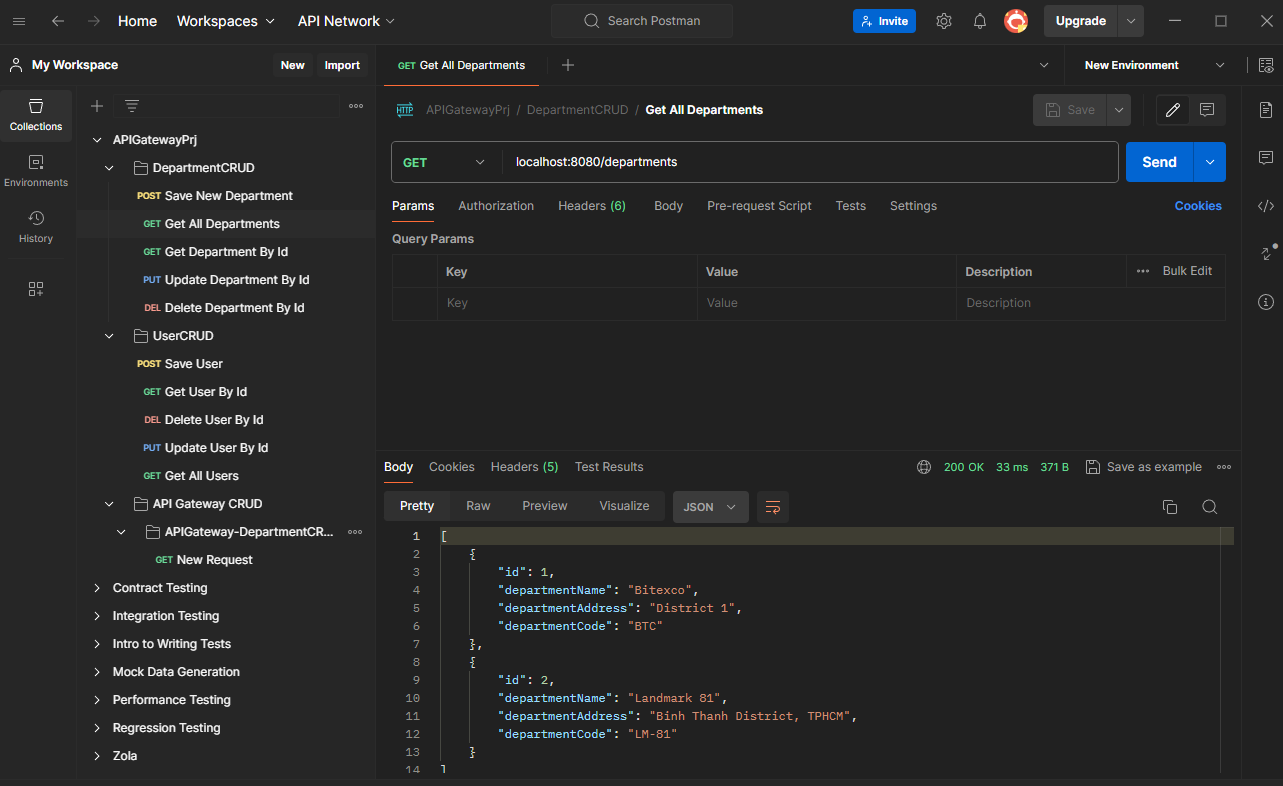 Home Workspaces API Network Search Postman Invite Upgrade
My Workspace New Import GET Get All Departments New Environment
Collections
Environments
History
APIGatewayPrj
DepartmentCRUD
POST Save New Department
GET Get All Departments
GET Get Department By Id
PUT Update Department By Id
DEL Delete Department By Id
UserCRUD
POST Save User
GET Get User By Id
DEL Delete User By Id
PUT Update User By Id
GET Get All Users
API Gateway CRUD
APIGateway-DepartmentCR...
GET New Request
Contract Testing
Integration Testing
Intro to Writing Tests
Mock Data Generation
Performance Testing
Regression Testing
Zola
HTTP APIGatewayPrj / DepartmentCRUD / Get All Departments Save
GET localhost:8080/departments Send
Params Authorization Headers (6) Body Pre-request Script Tests Settings Cookies
Query Params
Key Value Description Bulk Edit
Key Value Description
Body Cookies Headers (5) Test Results 200 OK 33 ms 371 B Save as example
Pretty Raw Preview Visualize JSON
1 [
2 {
3 "id": 1,
4 "departmentName": "Bitexco",
5 "departmentAddress": "District 1",
6 "departmentCode": "BTC"
7 },
8 {
9 "id": 2,
10 "departmentName": "Landmark 81",
11 "departmentAddress": "Binh Thanh District, TPHCM",
12 "departmentCode": "LM-81"
13 }
14 ]